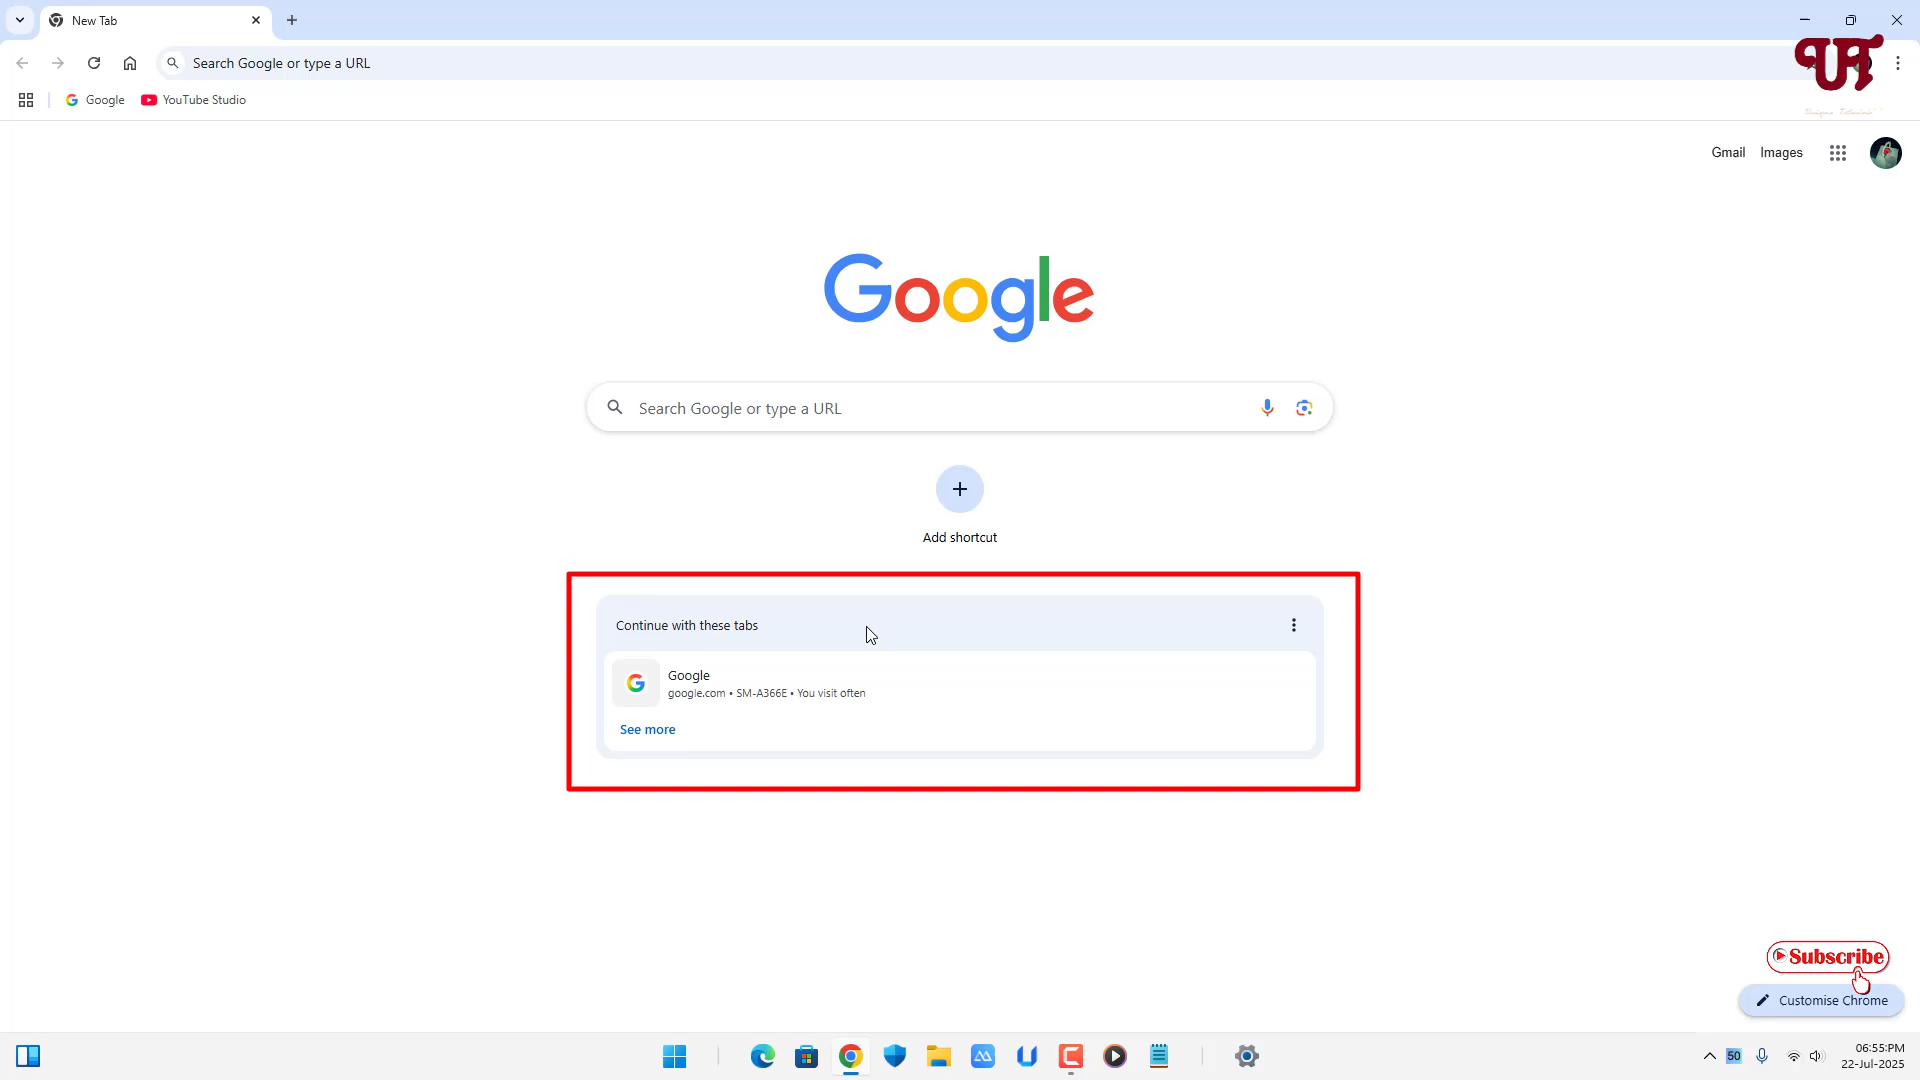 New Tab
Search Google or type a URL
UT
Google
YouTube Studio
Gmail
Images
Google
Search Google or type a URL
Add shortcut
Continue with these tabs
Google
google.com • SM-A366E • You visit often
See more
Subscribe
Customise Chrome
50
06:55:PM
22-Jul-2025